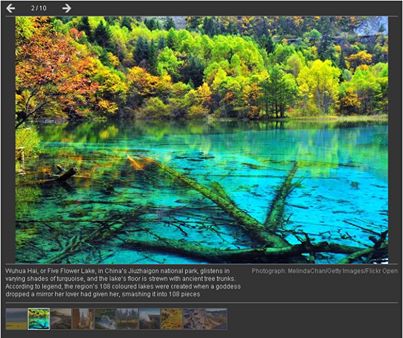 2/10
Wuhua Hai, or Five Flower Lake, in China's Jiuzhaigon national park, glistens in
varying shades of turquoise, and the lake's floor is strewn with ancient tree trunks.
According to legend, the region's 108 coloured lakes were created when a goddess
dropped a mirror her lover had given her, smashing it into 108 pieces
Photograph: MelindaChan/Getty Images/Flickr Open